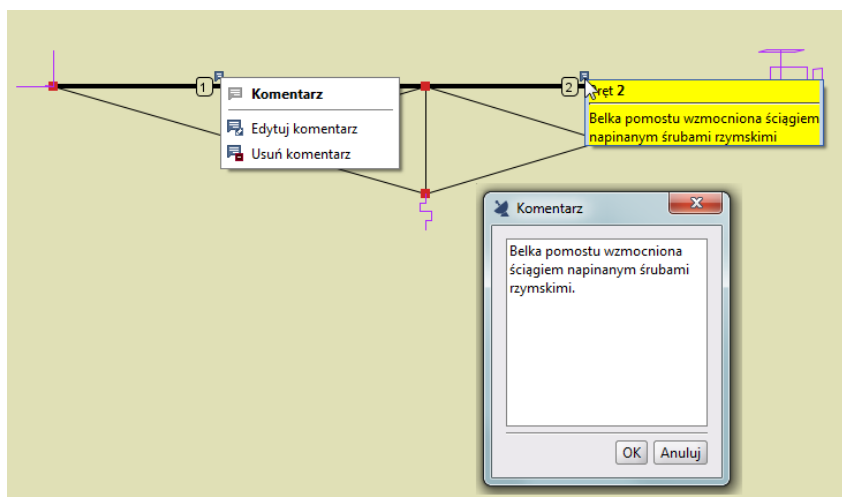 1
Komentarz
Edytuj komentarz
Usuń komentarz
2
2
Belka pomostu wzmocniona ściągiem
napinanym śrubami rzymskimi
Komentarz
Belka pomostu wzmocniona
ściągiem napinanym śrubami
rzymskimi.
OK Anuluj